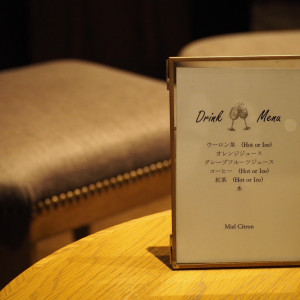 Drink Menu
ウーロン茶 (Hot or Ice)
オレンジジュース
グレープフルーツジュース
コーヒー (Hot or Ice)
紅茶 (Hot or Ice)
水
Miel Citron